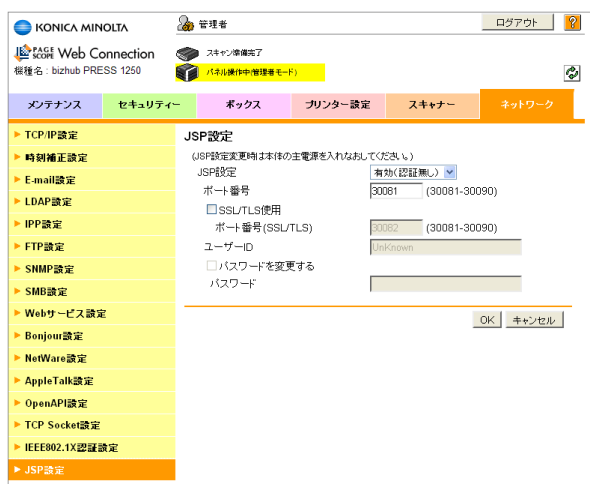 KONICA MINOLTA
管理者
ログアウト
?
PAGE SCOPE Web Connection
スキャン準備完了
機種名 : bizhub PRESS 1250
パネル操作中(管理者モード)
メンテナンス
セキュリティー
ボックス
プリンター設定
スキャナー
ネットワーク
TCP/IP設定
時刻補正設定
E-mail設定
LDAP設定
IPP設定
FTP設定
SNMP設定
SMB設定
Webサービス設定
Bonjour設定
NetWare設定
AppleTalk設定
OpenAPI設定
TCP Socket設定
IEEE802.1X認証設定
JSP設定
JSP設定
(JSP設定変更時は本体の主電源を入れなおしてください。)
JSP設定 有効(認証無し)
ポート番号 30081 (30081-30090)
SSL/TLS使用
ポート番号(SSL/TLS) 30082 (30081-30090)
ユーザーID UnKnown
パスワードを変更する
パスワード
OK キャンセル